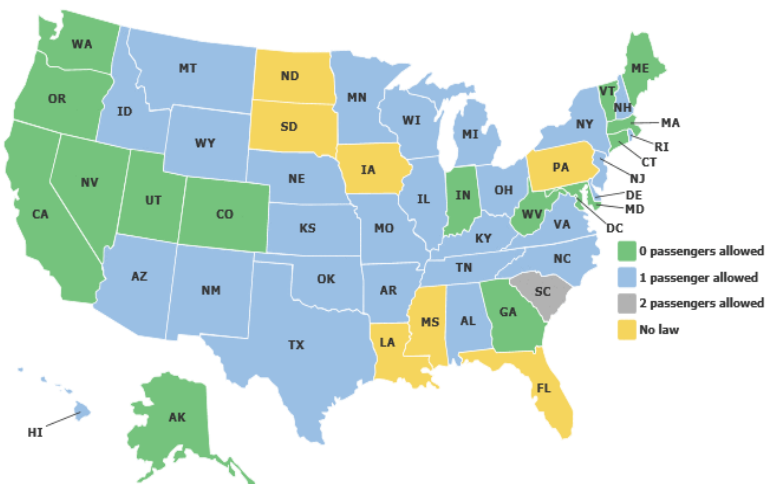 WA
OR
CA
NV
ID
MT
WY
UT
CO
AZ
NM
ND
SD
NE
KS
OK
TX
MN
IA
MO
AR
LA
WI
IL
MI
IN
OH
KY
TN
MS
AL
GA
FL
SC
NC
VA
WV
PA
NY
VT
NH
ME
MA
RI
CT
NJ
DE
MD
DC
HI
AK
0 passengers allowed
1 passenger allowed
2 passengers allowed
No law